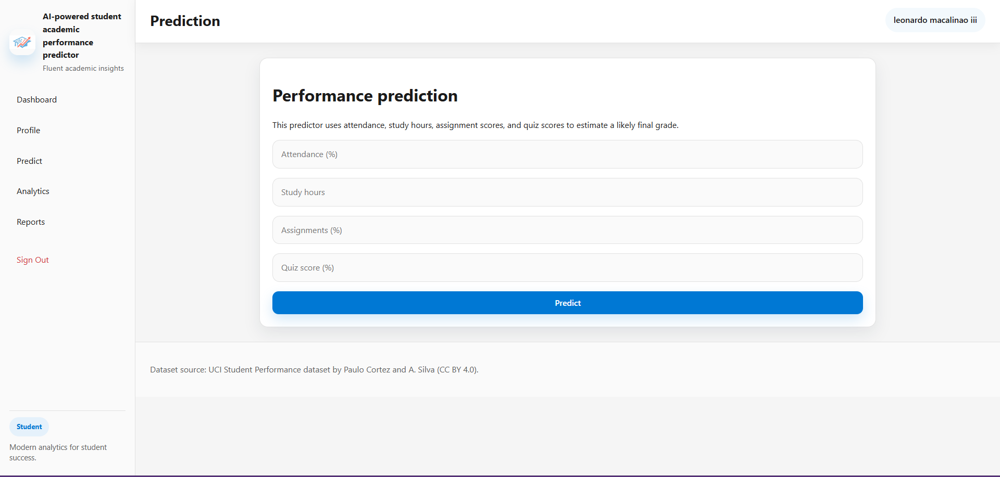 AI-powered student
academic
performance
predictor
Fluent academic insights
Dashboard
Profile
Predict
Analytics
Reports
Sign Out
Student
Modern analytics for student
success.
Prediction
leonardo macalinao iii
Performance prediction
This predictor uses attendance, study hours, assignment scores, and quiz scores to estimate a likely final grade.
Attendance (%)
Study hours
Assignments (%)
Quiz score (%)
Predict
Dataset source: UCI Student Performance dataset by Paulo Cortez and A. Silva (CC BY 4.0).